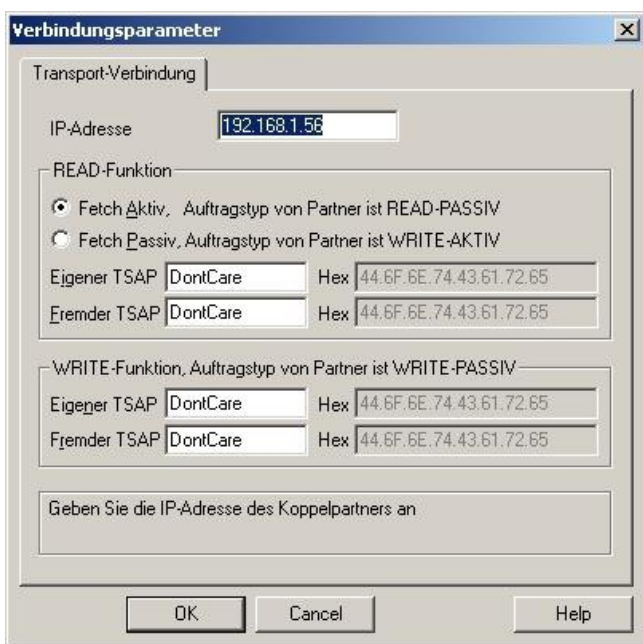 Verbindungsparameter
Transport-Verbindung
IP-Adresse 192.168.1.56
READ-Funktion
Fetch Aktiv, Auftragstyp von Partner ist READ-PASSIV
Fetch Passiv, Auftragstyp von Partner ist WRITE-AKTIV
Eigener TSAP DontCare Hex 44.6F.6E.74.43.61.72.65
Fremder TSAP DontCare Hex 44.6F.6E.74.43.61.72.65
WRITE-Funktion, Auftragstyp von Partner ist WRITE-PASSIV
Eigener TSAP DontCare Hex 44.6F.6E.74.43.61.72.65
Fremder TSAP DontCare Hex 44.6F.6E.74.43.61.72.65
Geben Sie die IP-Adresse des Koppelpartners an
OK Cancel Help